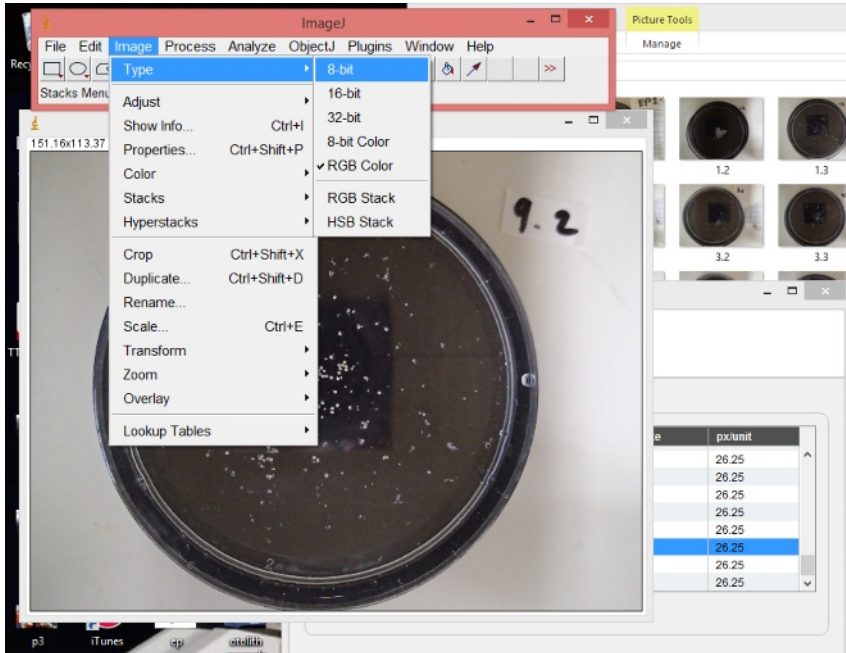 ImageJ
File Edit Image Process Analyze ObjectJ Plugins Window Help
Stacks Menu
Type
Adjust
Show Info... Ctrl+I
Properties... Ctrl+Shift+P
Color
Stacks
Hyperstacks
Crop Ctrl+Shift+X
Duplicate... Ctrl+Shift+D
Rename...
Scale... Ctrl+E
Transform
Zoom
Overlay
Lookup Tables
8-bit
16-bit
32-bit
8-bit Color
RGB Color
RGB Stack
HSB Stack
>>
151.16x113.37
9.2
2
Picture Tools
Manage
1.2 1.3
3.2 3.3
px/unit
26.25
26.25
26.25
26.25
26.25
26.25
26.25
26.25
p3 iTunes ep otolith